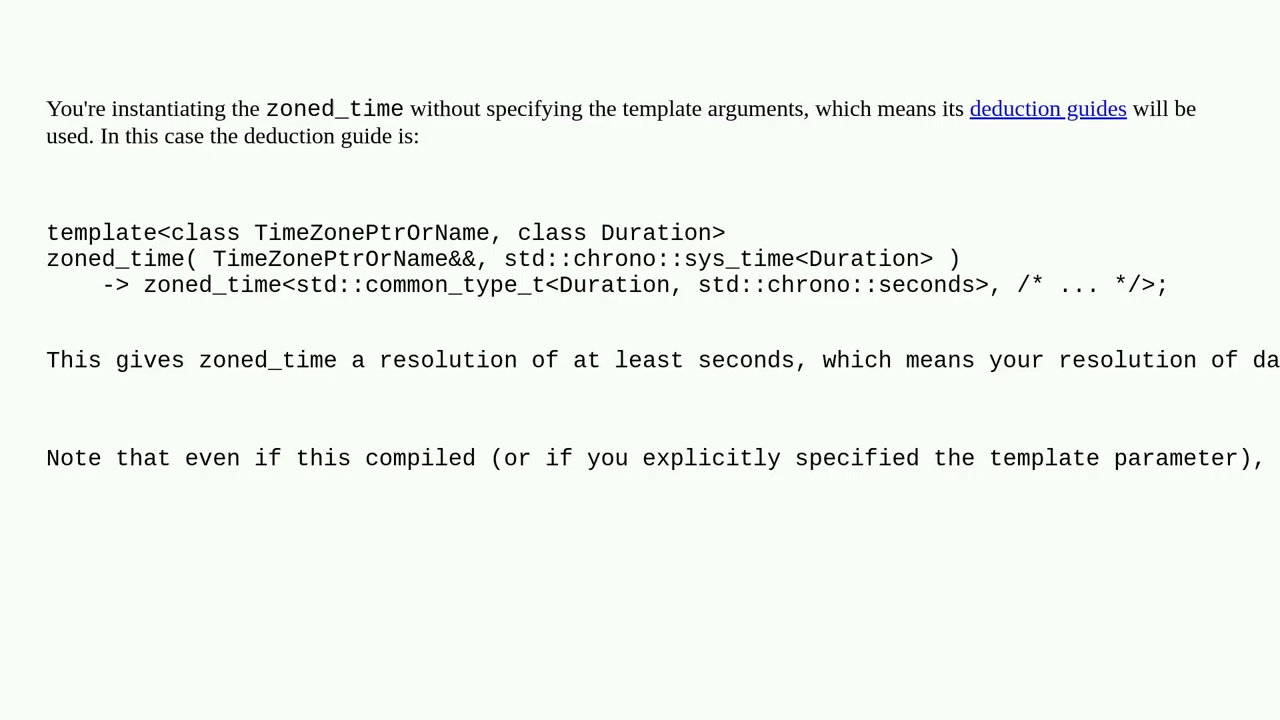 You're instantiating the zoned_time without specifying the template arguments, which means its deduction guides will be
used. In this case the deduction guide is:
template<class TimeZonePtrOrName, class Duration>
zoned_time( TimeZonePtrOrName&&, std::chrono::sys_time<Duration> )
    -> zoned_time<std::common_type_t<Duration, std::chrono::seconds>, /* ... */>;
This gives zoned_time a resolution of at least seconds, which means your resolution of da
Note that even if this compiled (or if you explicitly specified the template parameter),